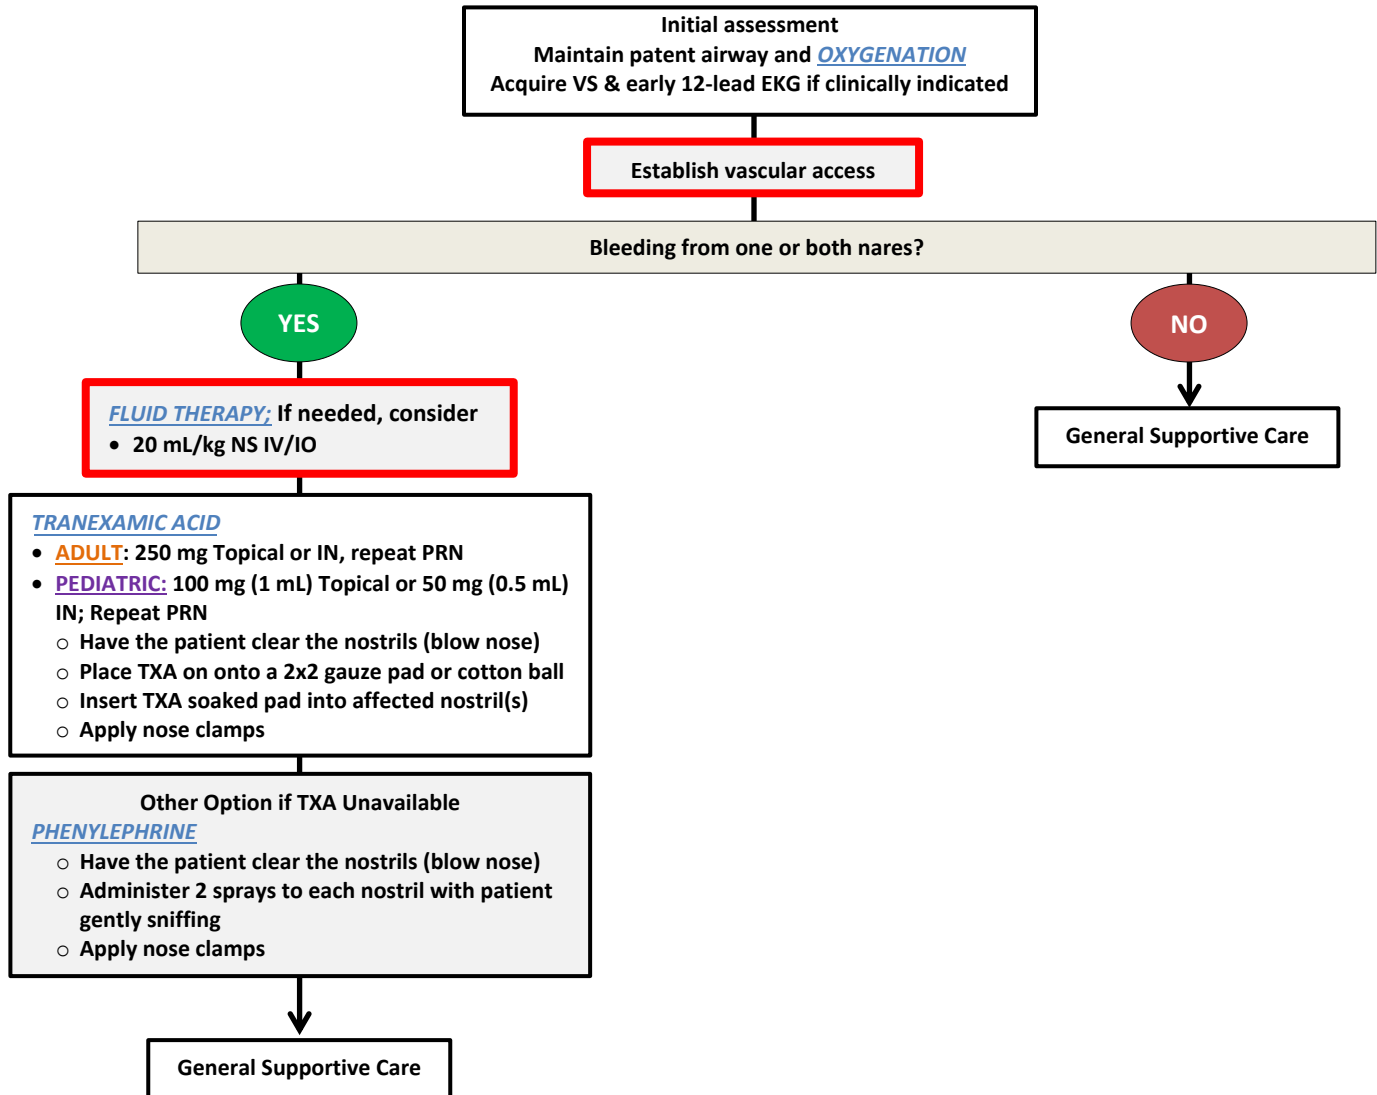 Initial assessment
Maintain patent airway and OXYGENATION
Acquire VS & early 12-lead EKG if clinically indicated
Establish vascular access
Bleeding from one or both nares?
YES
NO
FLUID THERAPY; If needed, consider
• 20 mL/kg NS IV/IO
General Supportive Care
TRANEXAMIC ACID
• ADULT: 250 mg Topical or IN, repeat PRN
• PEDIATRIC: 100 mg (1 mL) Topical or 50 mg (0.5 mL)
IN; Repeat PRN
○ Have the patient clear the nostrils (blow nose)
○ Place TXA on onto a 2x2 gauze pad or cotton ball
○ Insert TXA soaked pad into affected nostril(s)
○ Apply nose clamps
Other Option if TXA Unavailable
PHENYLEPHRINE
○ Have the patient clear the nostrils (blow nose)
○ Administer 2 sprays to each nostril with patient
gently sniffing
○ Apply nose clamps
General Supportive Care